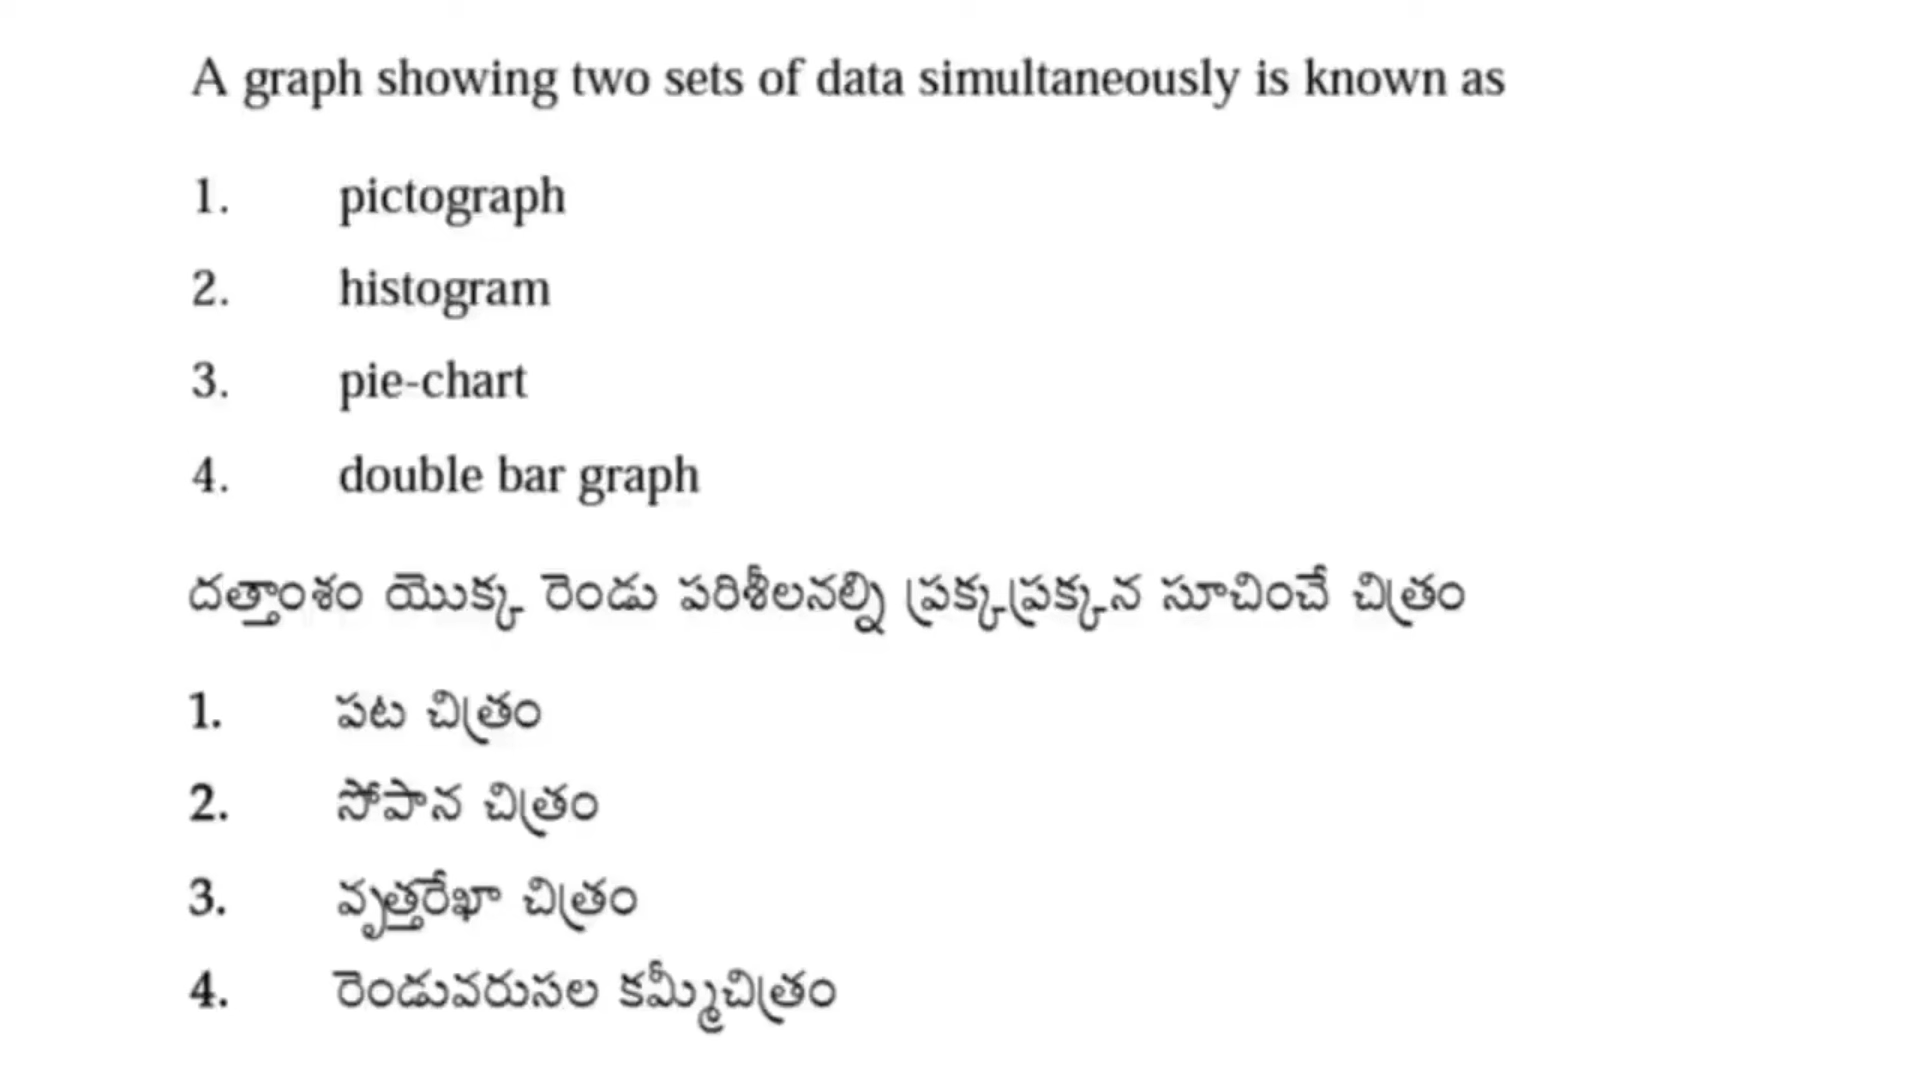 A graph showing two sets of data simultaneously is known as
1. pictograph
2. histogram
3. pie-chart
4. double bar graph
దత్తాంశం యొక్క రెండు పరిశీలనల్ని ప్రక్కప్రక్కన సూచించే చిత్రం
1. పట చిత్రం
2. సోపాన చిత్రం
3. వృత్తరేఖా చిత్రం
4. రెండువరుసల కమ్మీచిత్రం